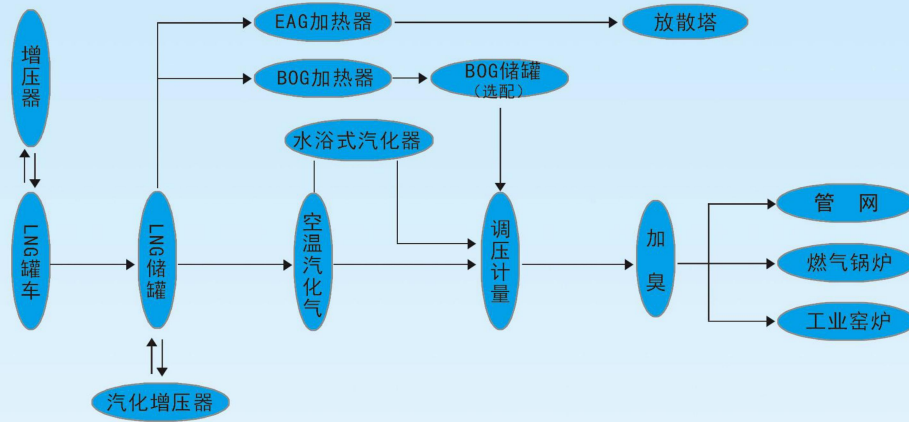 EAG加热器
放散塔
增压器
BOG加热器
BOG储罐
(选配)
水浴式汽化器
LNG罐车
LNG储罐
空温汽化气
调压计量
加臭
管 网
燃气锅炉
工业窑炉
汽化增压器